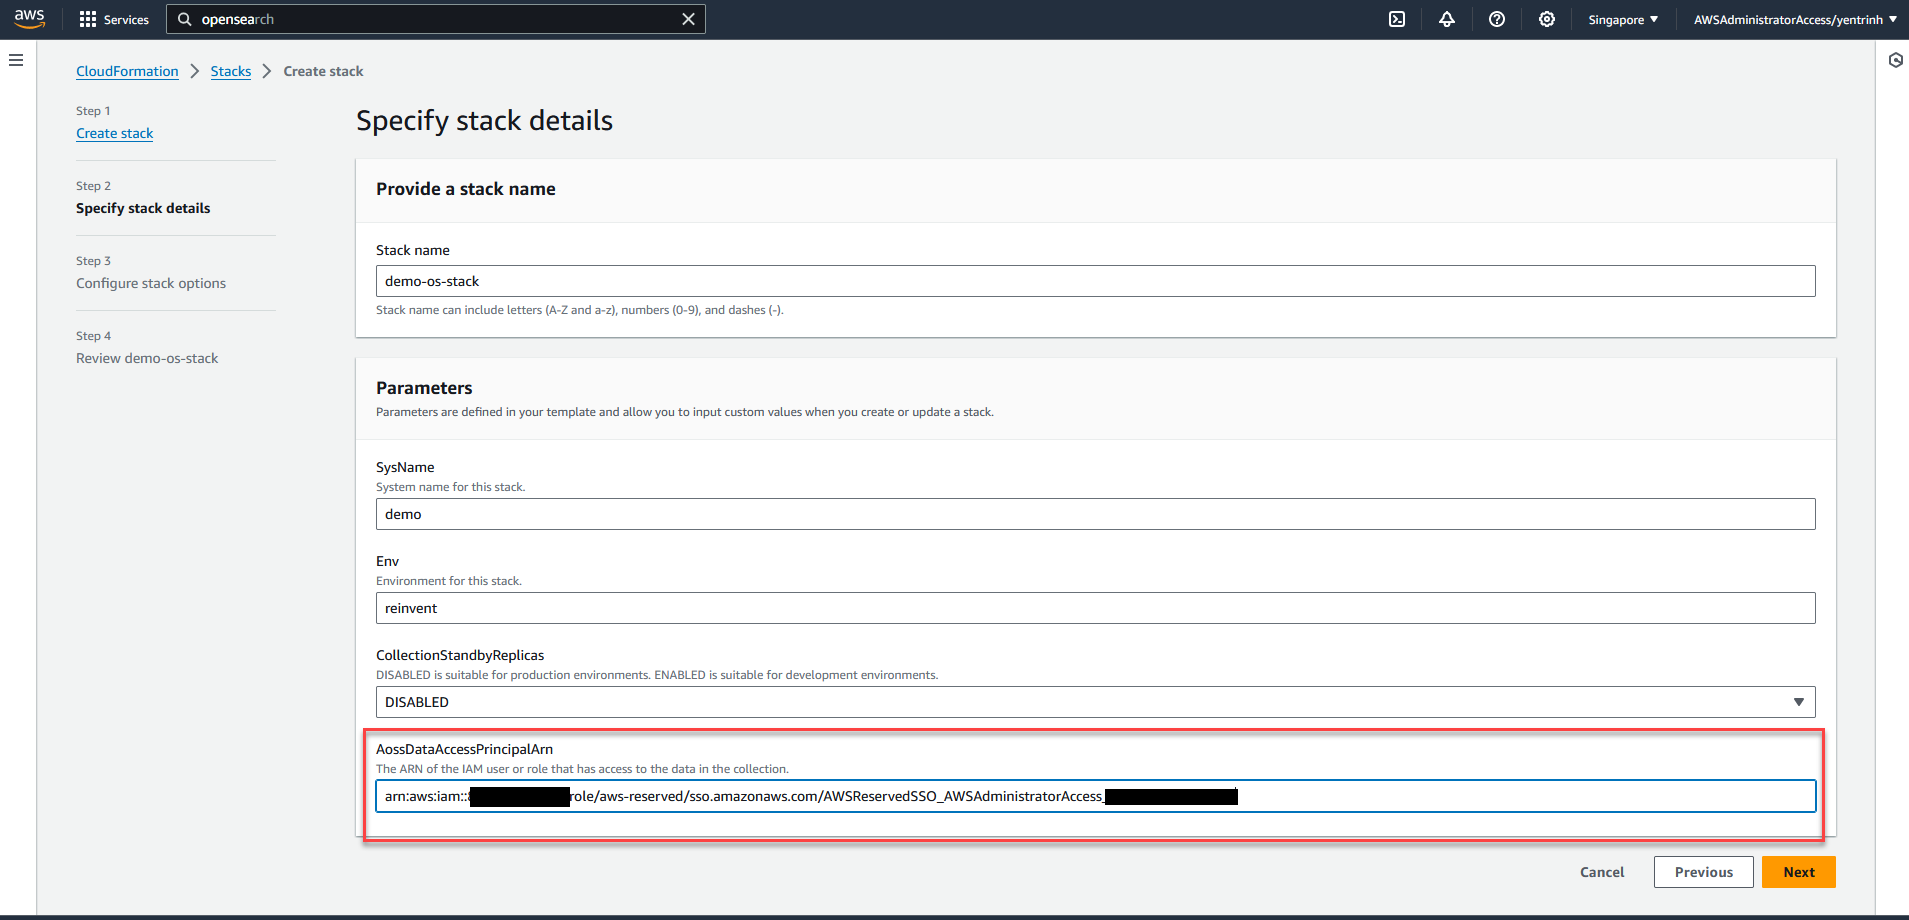 aws Services opensearch Singapore AWSAdministratorAccess/yentrinh
CloudFormation Stacks Create stack
Step 1
Create stack
Step 2
Specify stack details
Step 3
Configure stack options
Step 4
Review demo-os-stack
Specify stack details
Provide a stack name
Stack name
demo-os-stack
Stack name can include letters (A-Z and a-z), numbers (0-9), and dashes (-).
Parameters
Parameters are defined in your template and allow you to input custom values when you create or update a stack.
SysName
System name for this stack.
demo
Env
Environment for this stack.
reinvent
CollectionStandbyReplicas
DISABLED is suitable for production environments. ENABLED is suitable for development environments.
DISABLED
AossDataAccessPrincipalArn
The ARN of the IAM user or role that has access to the data in the collection.
arn:aws:iam:: role/aws-reserved/sso.amazonaws.com/AWSReservedSSO_AWSAdministratorAccess_
Cancel Previous Next